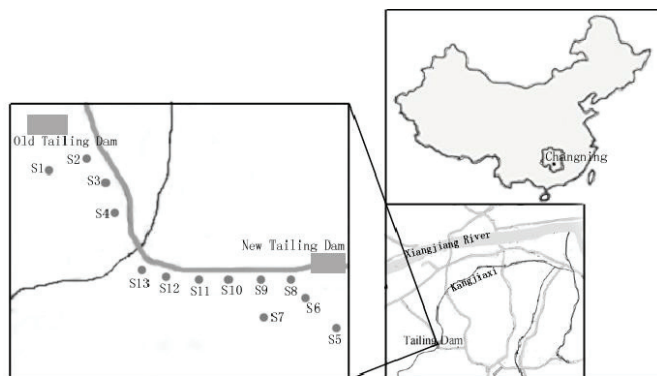 Old Tailing Dam
S1
S2
S3
S4
New Tailing Dam
S13
S12
S11
S10
S9
S8
S6
S7
S5
Changning
Xiangjiang River
Kangjiaxi
Tailing Dam